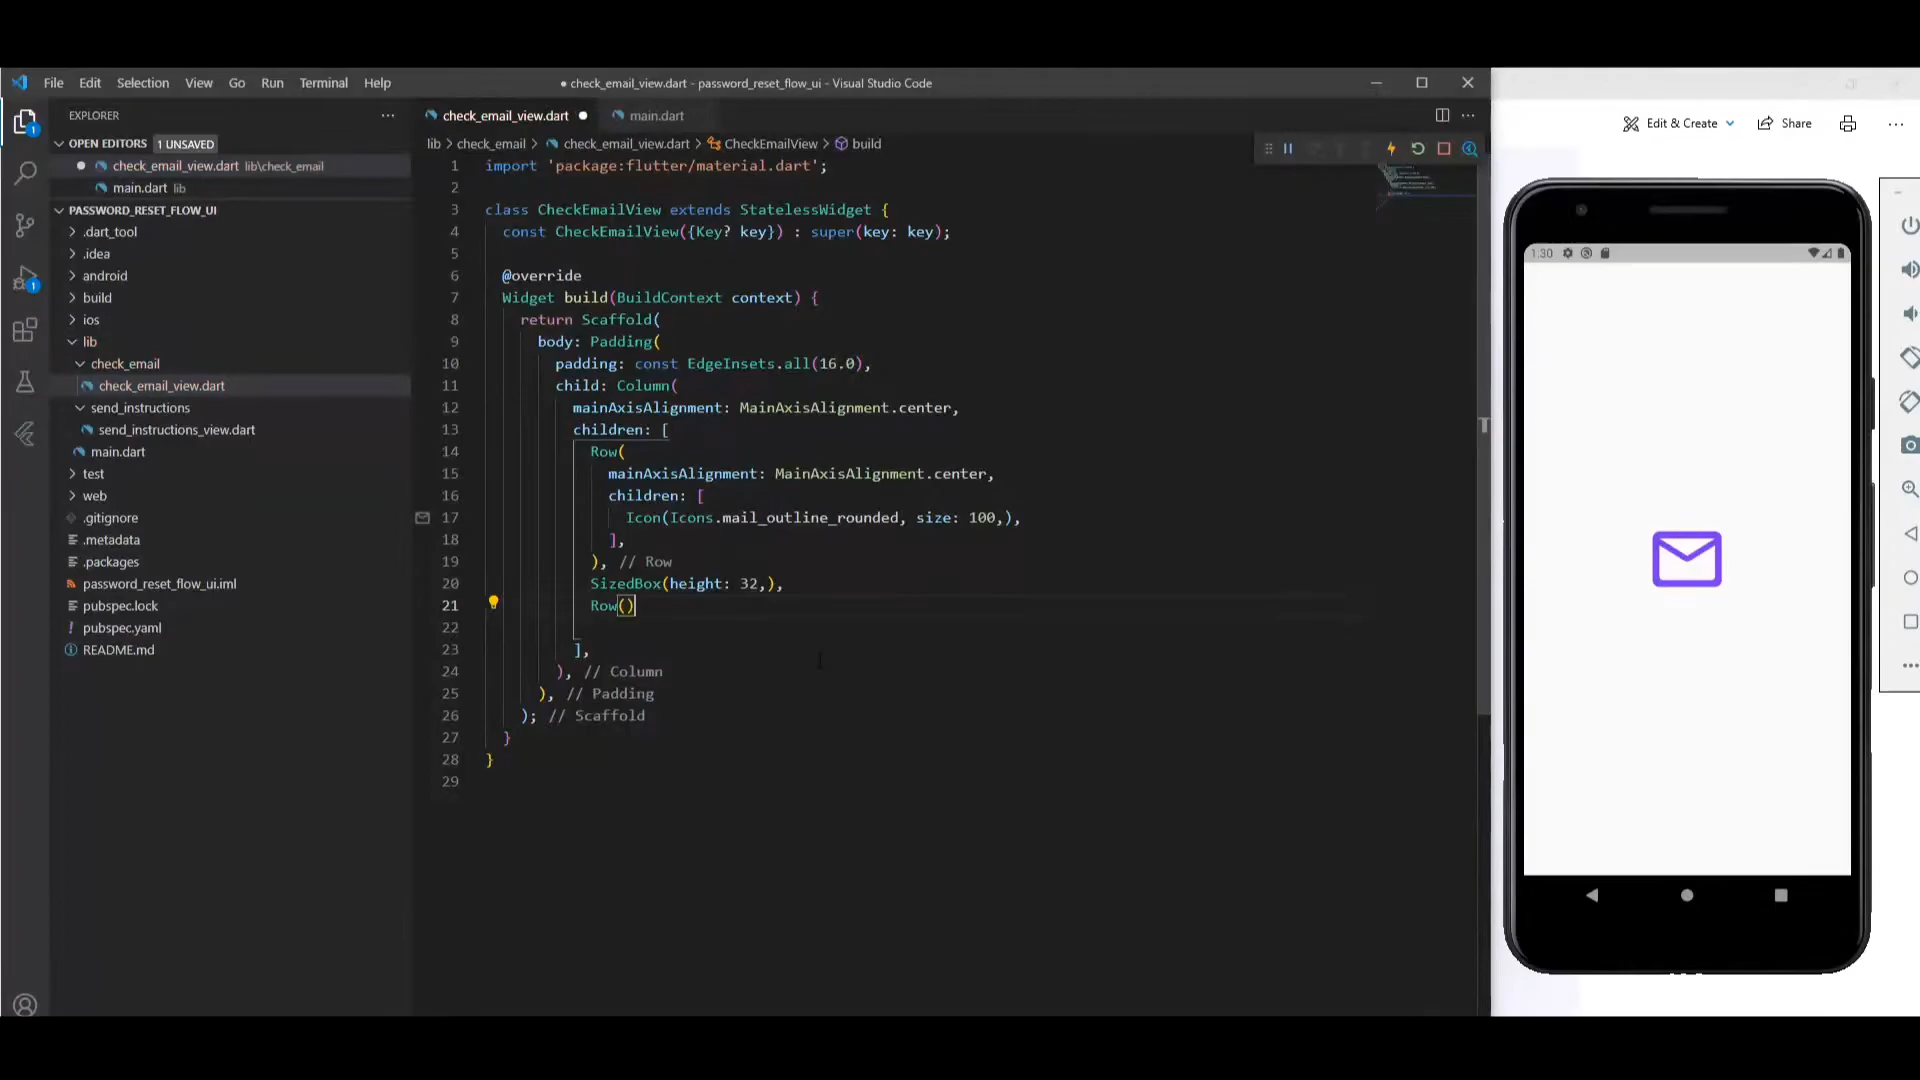 File Edit Selection View Go Run Terminal Help
● check_email_view.dart - password_reset_flow_ui - Visual Studio Code
EXPLORER
OPEN EDITORS 1 UNSAVED
check_email_view.dart lib\check_email
main.dart lib
PASSWORD_RESET_FLOW_UI
.dart_tool
.idea
android
build
ios
lib
check_email
check_email_view.dart
send_instructions
send_instructions_view.dart
main.dart
test
web
.gitignore
.metadata
.packages
password_reset_flow_ui.iml
pubspec.lock
pubspec.yaml
README.md
1
1
check_email_view.dart
main.dart
lib > check_email > check_email_view.dart > CheckEmailView > build
1 import 'package:flutter/material.dart';
2
3 class CheckEmailView extends StatelessWidget {
4 const CheckEmailView({Key? key}) : super(key: key);
5
6 @override
7 Widget build(BuildContext context) {
8 return Scaffold(
9 body: Padding(
10 padding: const EdgeInsets.all(16.0),
11 child: Column(
12 mainAxisAlignment: MainAxisAlignment.center,
13 children: [
14 Row(
15 mainAxisAlignment: MainAxisAlignment.center,
16 children: [
17 Icon(Icons.mail_outline_rounded, size: 100,),
18 ],
19 ), // Row
20 SizedBox(height: 32,),
21 Row()
22
23 ],
24 ), // Column
25 ), // Padding
26 ); // Scaffold
27 }
28 }
29
Edit & Create
Share
1:30